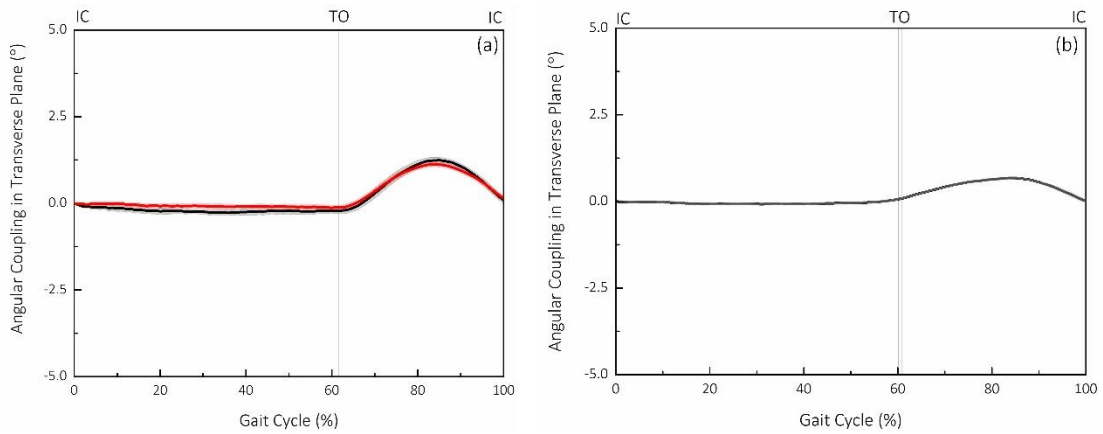 IC TO IC
5.0
(a)
2.5
0.0
-2.5
-5.0
0 20 40 60 80 100
Gait Cycle (%)
Angular Coupling in Transverse Plane (°)
IC TO IC
5.0
(b)
2.5
0.0
-2.5
-5.0
0 20 40 60 80 100
Gait Cycle (%)
Angular Coupling in Transverse Plane (°)